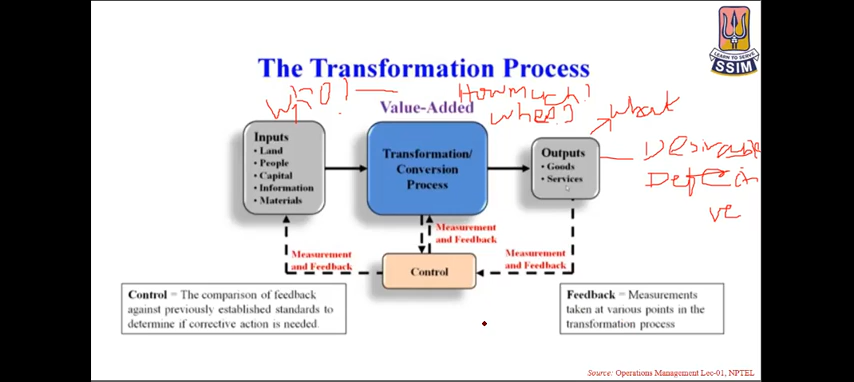 LEARN TO SERVE
SSIM
The Transformation Process
How much?
Value-Added
when?
what
Inputs
• Land
• People
• Capital
• Information
• Materials
Transformation/
Conversion
Process
Outputs
• Goods
• Services
Desirable
Defective
Measurement
and Feedback
Measurement
and Feedback
Control
Measurement
and Feedback
Control = The comparison of feedback
against previously established standards to
determine if corrective action is needed.
Feedback = Measurements
taken at various points in the
transformation process
Source: Operations Management Lec-01, NPTEL